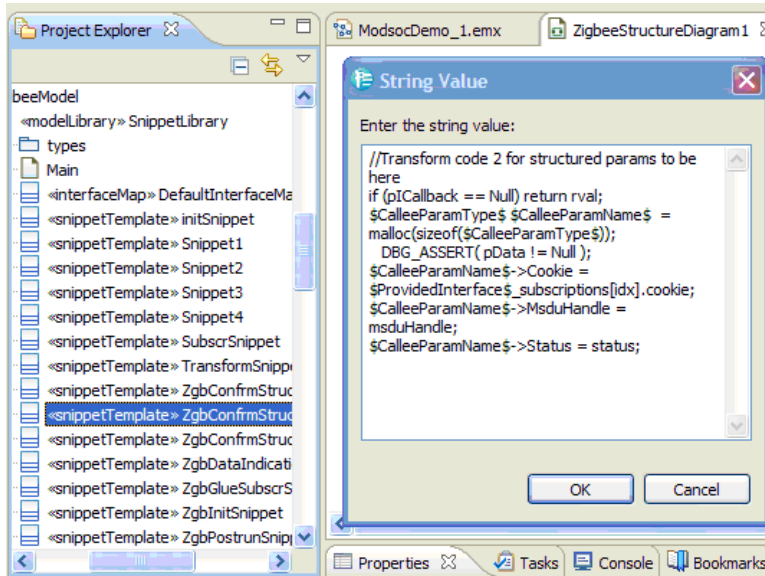 Project Explorer
beeModel
«modelLibrary» SnippetLibrary
types
Main
«interfaceMap» DefaultInterfaceMa
«snippetTemplate» initSnippet
«snippetTemplate» Snippet1
«snippetTemplate» Snippet2
«snippetTemplate» Snippet3
«snippetTemplate» Snippet4
«snippetTemplate» SubscrSnippet
«snippetTemplate» TransformSnipp
«snippetTemplate» ZgbConfrmStruc
«snippetTemplate» ZgbConfrmStruc
«snippetTemplate» ZgbConfrmStruc
«snippetTemplate» ZgbDataIndicati
«snippetTemplate» ZgbGlueSubscrS
«snippetTemplate» ZgbInitSnippet
«snippetTemplate» ZgbPostrunSnip
ModsocDemo_1.emx
ZigbeeStructureDiagram1
String Value
Enter the string value:
//Transform code 2 for structured params to be
here
if (pICallback == Null) return rval;
$CalleeParamType$ $CalleeParamName$ =
malloc(sizeof($CalleeParamType$));
DBG_ASSERT( pData != Null );
$CalleeParamName$->Cookie =
$ProvidedInterface$_subscriptions[idx].cookie;
$CalleeParamName$->MsduHandle =
msduHandle;
$CalleeParamName$->Status = status;
OK
Cancel
Properties
Tasks
Console
Bookmarks